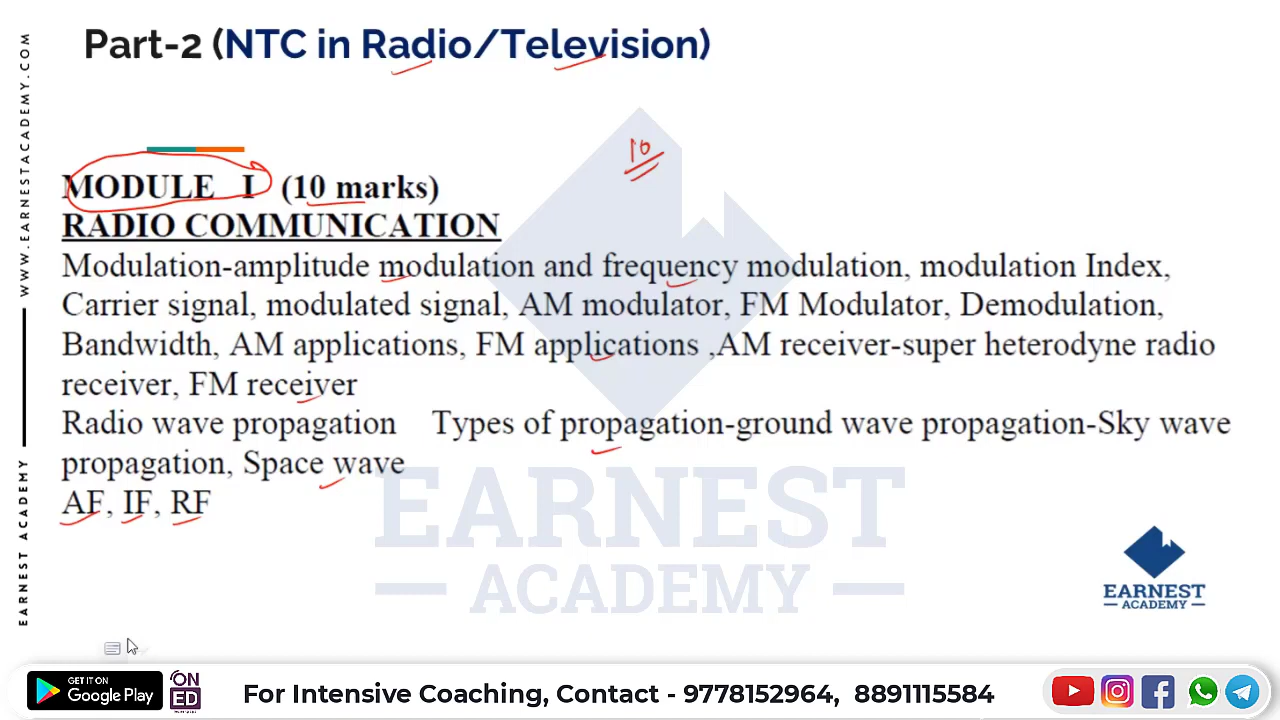 Part-2 (NTC in Radio/Television)
WWW.EARNESTACADEMY.COM
EARNEST ACADEMY
10
MODULE I (10 marks)
RADIO COMMUNICATION
Modulation-amplitude modulation and frequency modulation, modulation Index,
Carrier signal, modulated signal, AM modulator, FM Modulator, Demodulation,
Bandwidth, AM applications, FM applications ,AM receiver-super heterodyne radio
receiver, FM receiver
Radio wave propagation Types of propagation-ground wave propagation-Sky wave
propagation, Space wave
AF, IF, RF
EARNEST
ACADEMY
EARNEST
ACADEMY
GET IT ON
Google Play
ON
ED
For Intensive Coaching, Contact - 9778152964, 8891115584